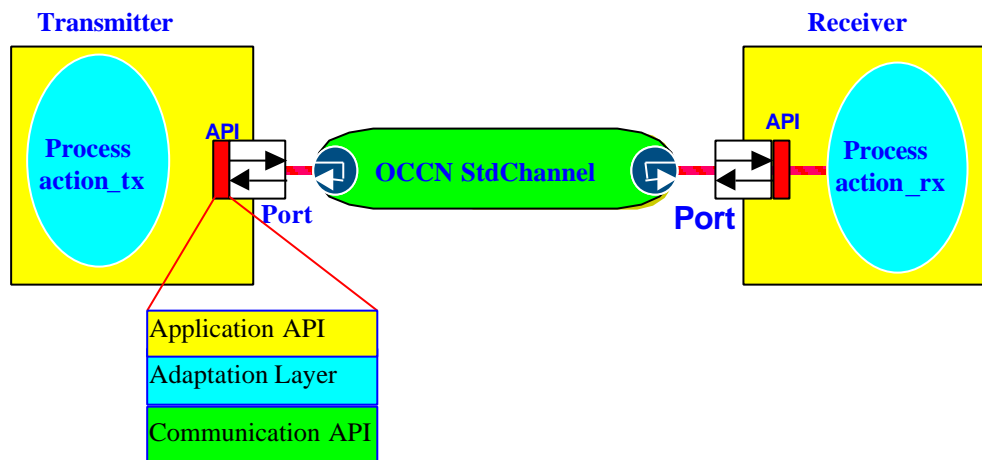 Transmitter
Receiver
API
API
Process
action_tx
OCCN StdChannel
Process
action_rx
Port
Port
Application API
Adaptation Layer
Communication API